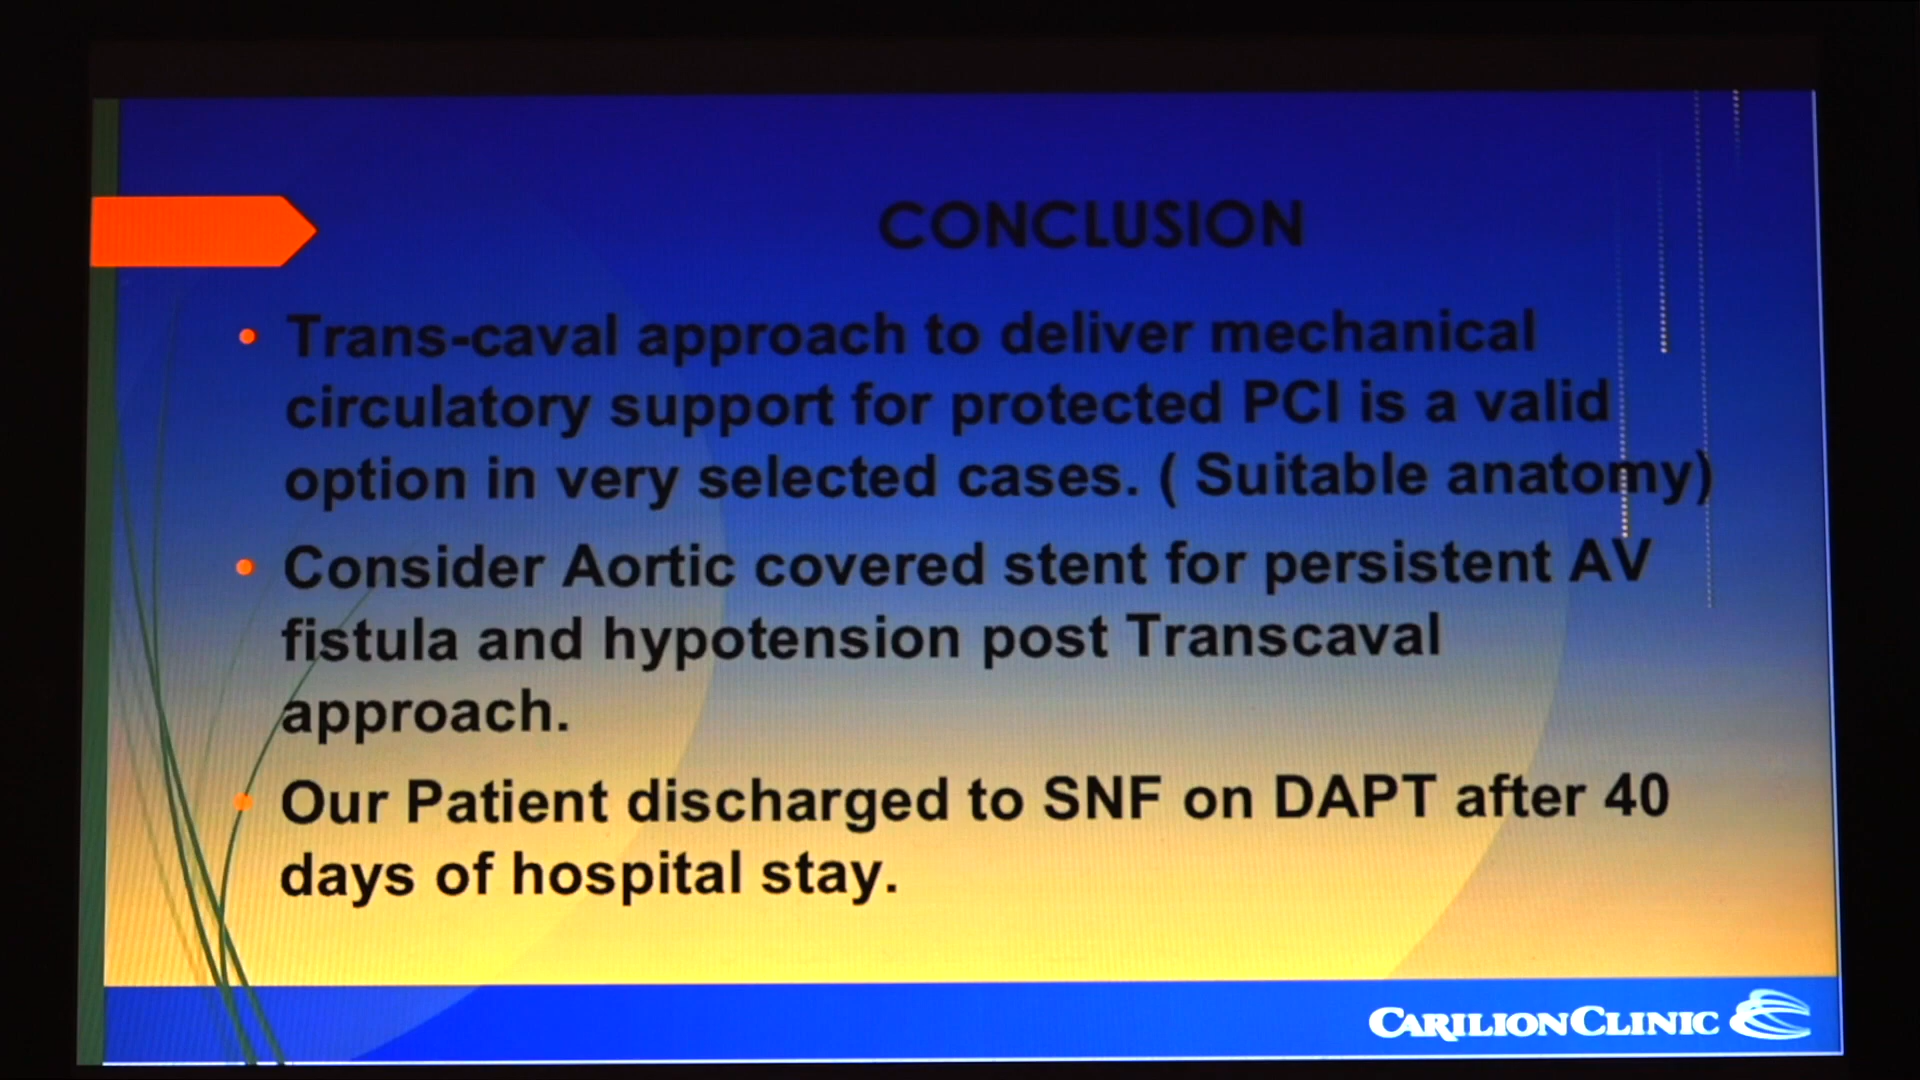 CONCLUSION
• Trans-caval approach to deliver mechanical
circulatory support for protected PCI is a valid
option in very selected cases. ( Suitable anatomy)
• Consider Aortic covered stent for persistent AV
fistula and hypotension post Transcaval
approach.
• Our Patient discharged to SNF on DAPT after 40
days of hospital stay.
CARILION CLINIC